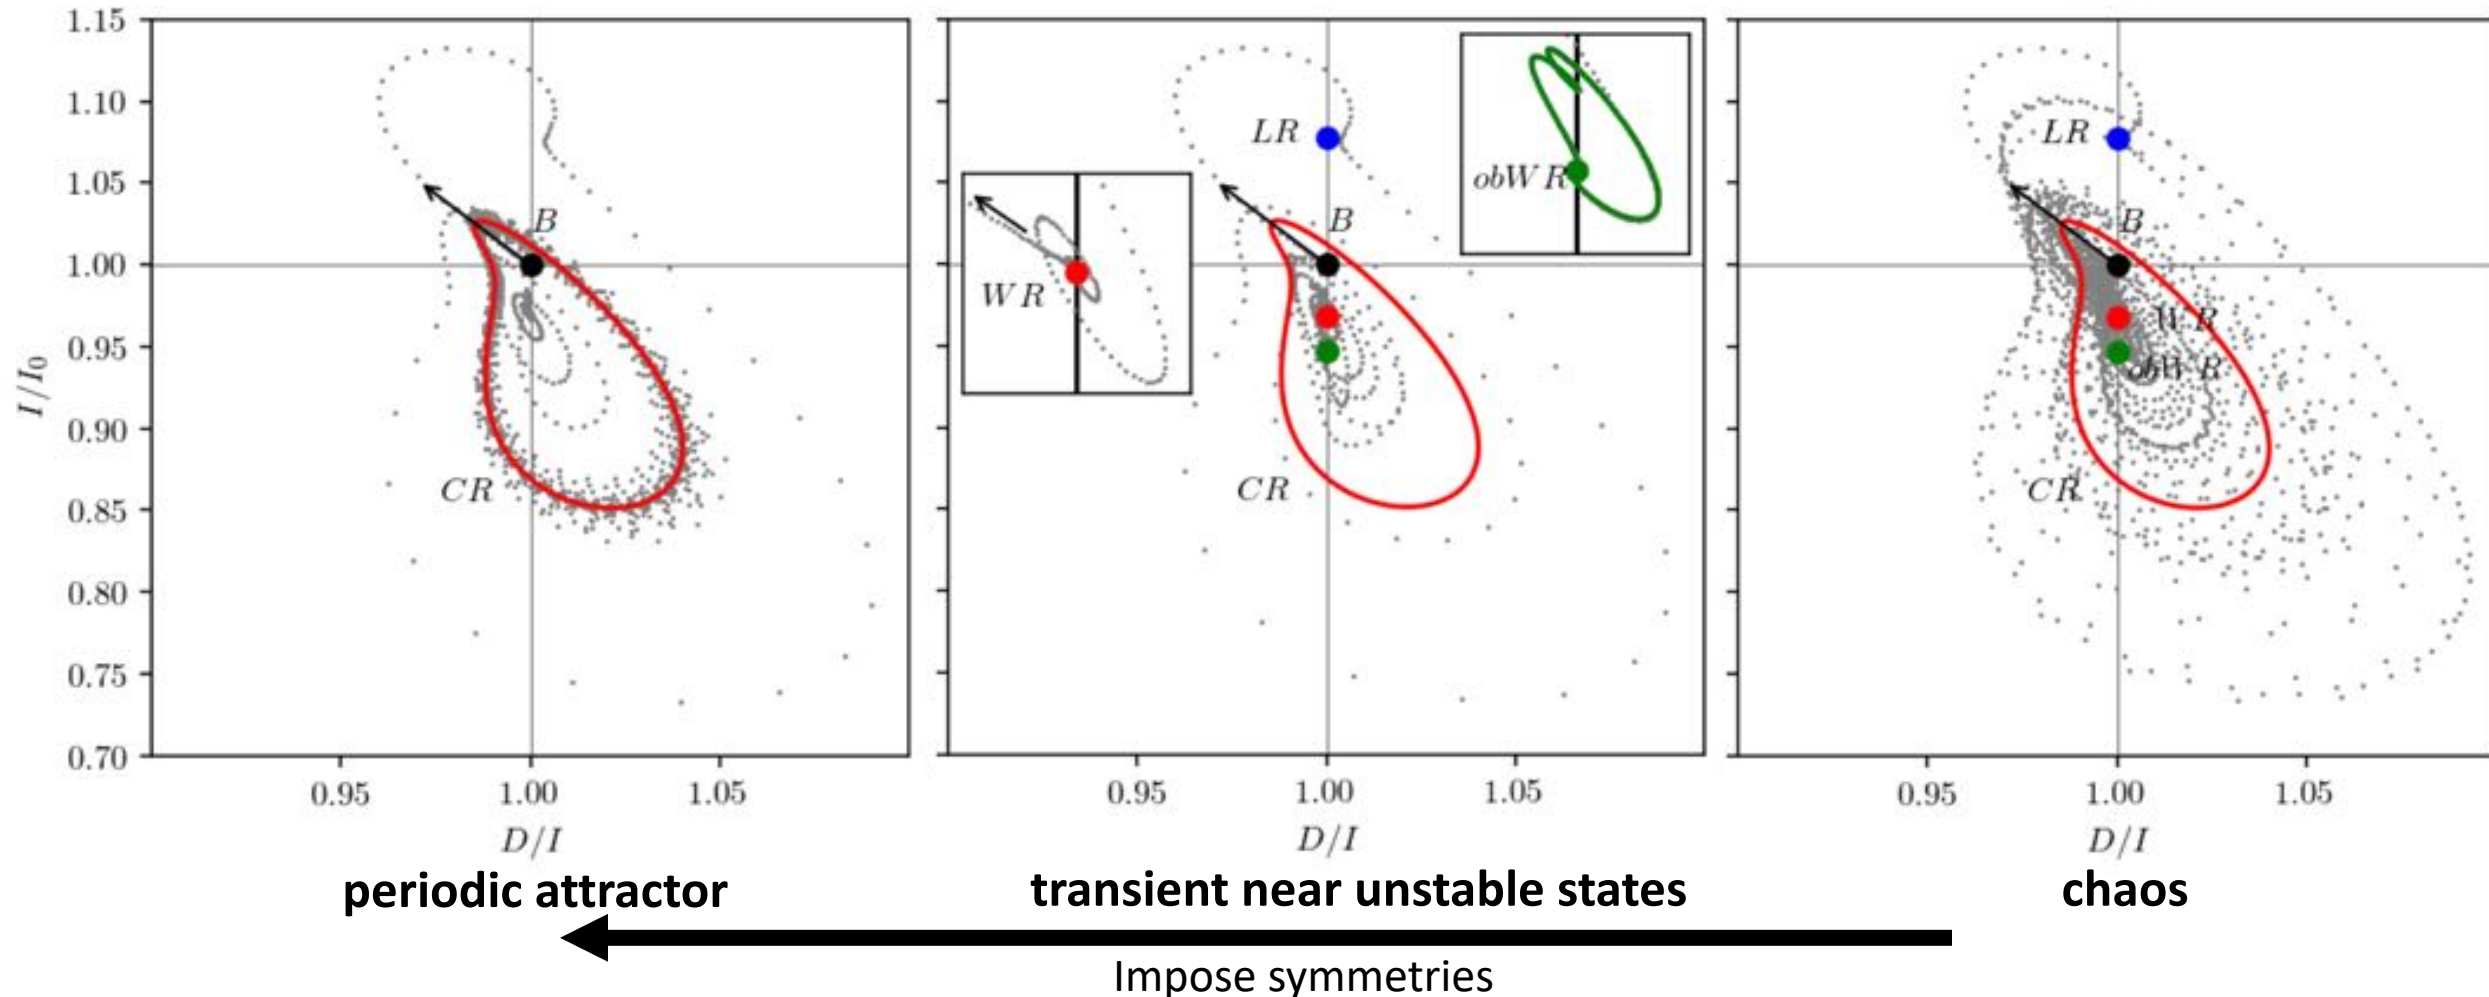 1.15
1.10
1.05
1.00
0.95
0.90
0.85
0.80
0.75
0.70
I/I₀
B
CR
0.95 1.00 1.05
D/I
LR
B
WR
obWR
CR
0.95 1.00 1.05
D/I
LR
B
WR
obWR
CR
0.95 1.00 1.05
D/I
periodic attractor
transient near unstable states
chaos
Impose symmetries